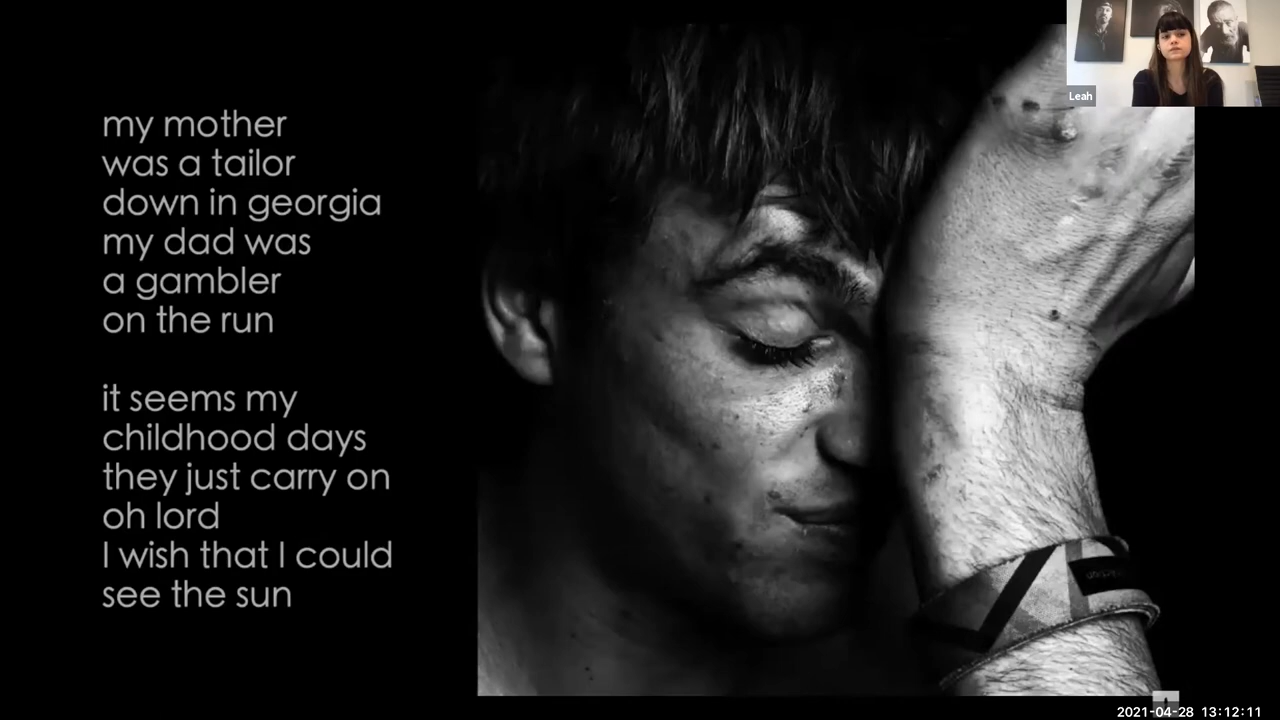 my mother
was a tailor
down in georgia
my dad was
a gambler
on the run
it seems my
childhood days
they just carry on
oh lord
I wish that I could
see the sun
Leah
2021-04-28 13:12:11